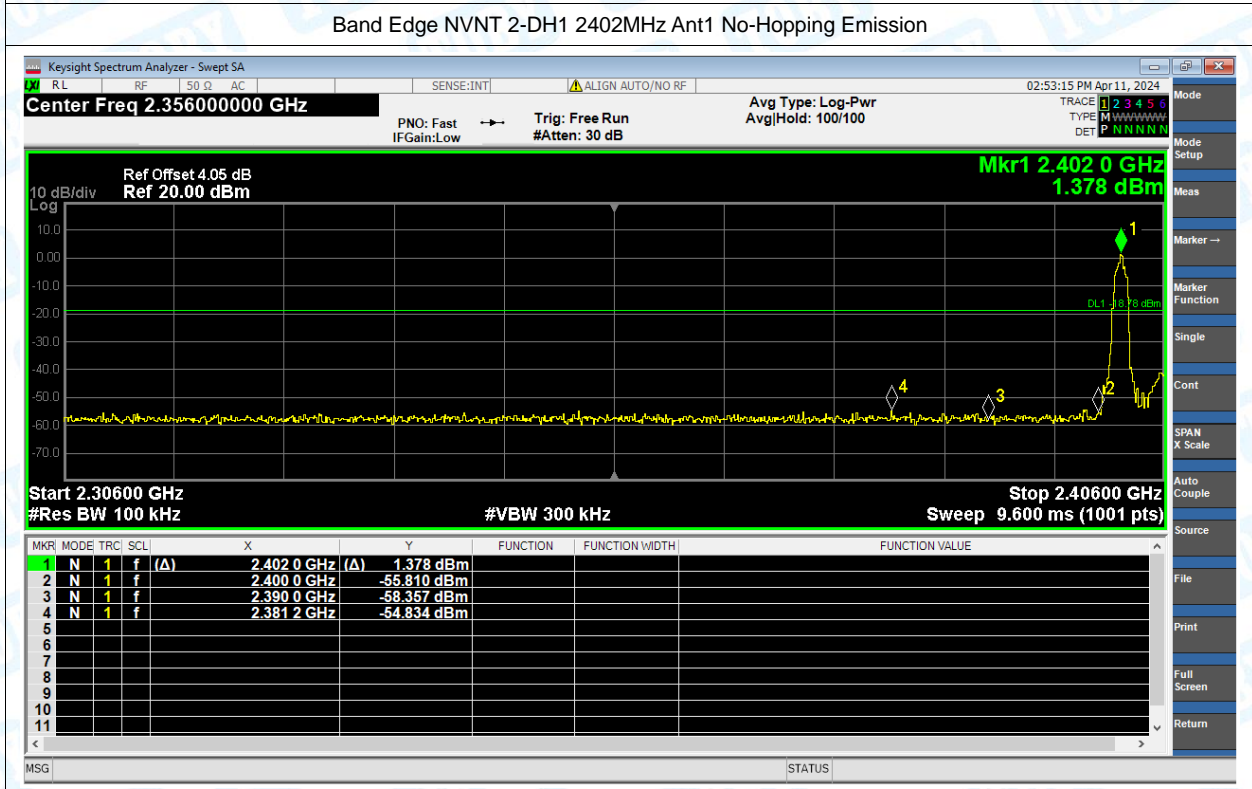 Band Edge NVNT 2-DH1 2402MHz Ant1 No-Hopping Emission
Keysight Spectrum Analyzer - Swept SA
LXI RL RF 50 Ω AC SENSE:INT ALIGN AUTO/NO RF 02:53:15 PM Apr 11, 2024
Center Freq 2.356000000 GHz
PNO: Fast
IFGain:Low
Trig: Free Run
#Atten: 30 dB
Avg Type: Log-Pwr
Avg|Hold: 100/100
TRACE 1 2 3 4 5 6
TYPE M WWWWW
DET P N N N N N
Ref Offset 4.05 dB
10 dB/div Ref 20.00 dBm
Log
Mkr1 2.402 0 GHz
1.378 dBm
10.0
0.00
-10.0
-20.0
-30.0
-40.0
-50.0
-60.0
-70.0
1
DL1 -18.78 dBm
4
3
2
Start 2.30600 GHz Stop 2.40600 GHz
#Res BW 100 kHz #VBW 300 kHz Sweep 9.600 ms (1001 pts)
MKR MODE TRC SCL X Y FUNCTION FUNCTION WIDTH FUNCTION VALUE
1 N 1 f (Δ) 2.402 0 GHz (Δ) 1.378 dBm
2 N 1 f 2.400 0 GHz -55.810 dBm
3 N 1 f 2.390 0 GHz -58.357 dBm
4 N 1 f 2.381 2 GHz -54.834 dBm
5
6
7
8
9
10
11
MSG STATUS
Mode
Mode
Setup
Meas
Marker →
Marker
Function
Single
Cont
SPAN
X Scale
Auto
Couple
Source
File
Print
Full
Screen
Return